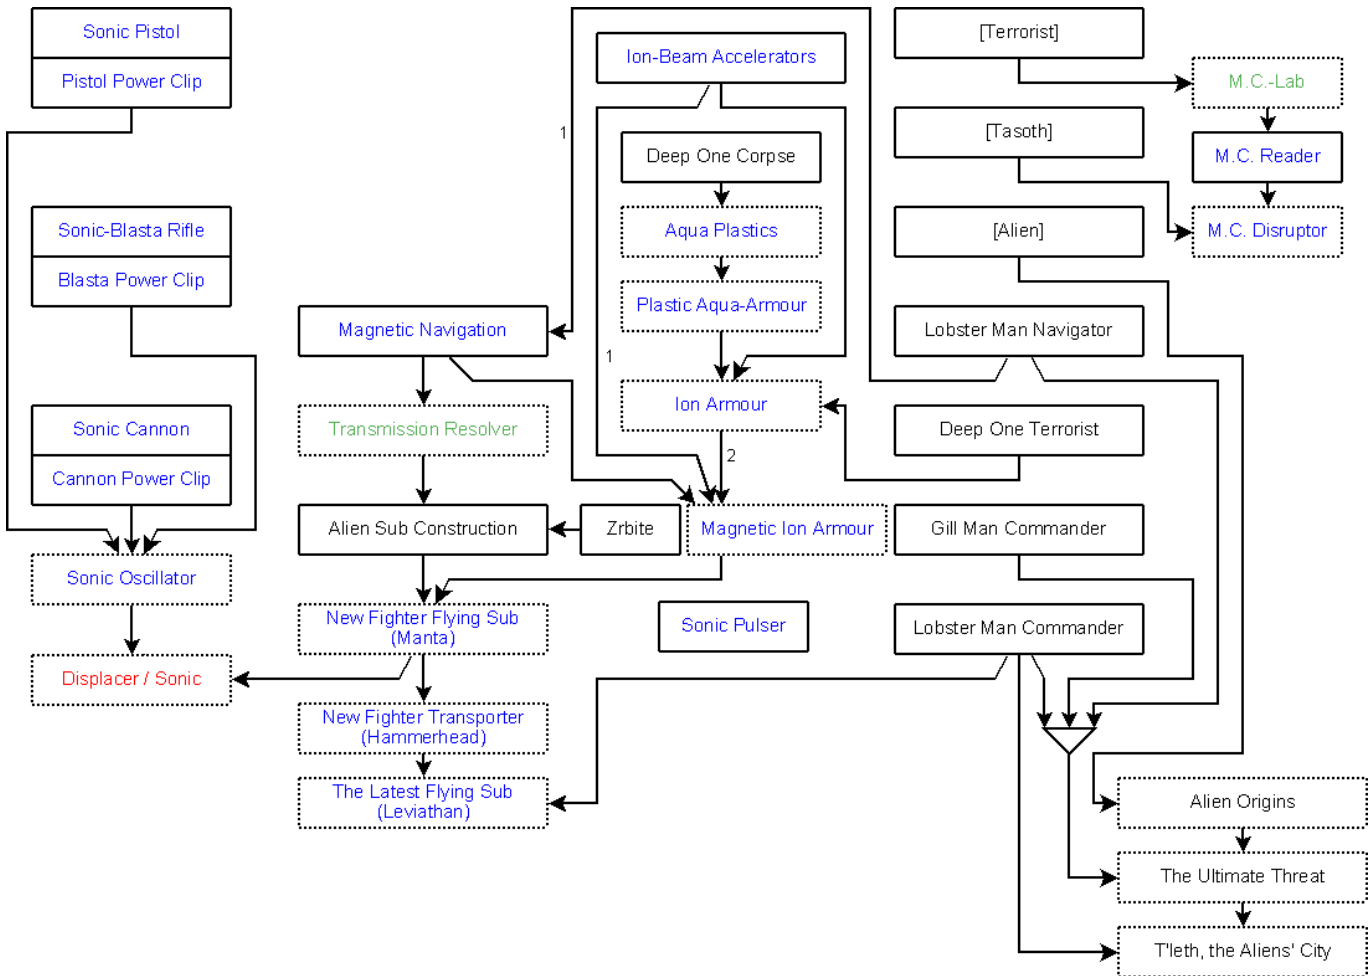 Sonic Pistol
Pistol Power Clip
Sonic-Blasta Rifle
Blasta Power Clip
Sonic Cannon
Cannon Power Clip
Sonic Oscillator
Displacer / Sonic
Magnetic Navigation
Transmission Resolver
Alien Sub Construction
New Fighter Flying Sub
(Manta)
New Fighter Transporter
(Hammerhead)
The Latest Flying Sub
(Leviathan)
1
Ion-Beam Accelerators
Deep One Corpse
Aqua Plastics
Plastic Aqua-Armour
1
Ion Armour
2
Zrbite
Magnetic Ion Armour
Sonic Pulser
[Terrorist]
[Tasoth]
[Alien]
Lobster Man Navigator
Deep One Terrorist
Gill Man Commander
Lobster Man Commander
M.C.-Lab
M.C. Reader
M.C. Disruptor
Alien Origins
The Ultimate Threat
T'leth, the Aliens' City